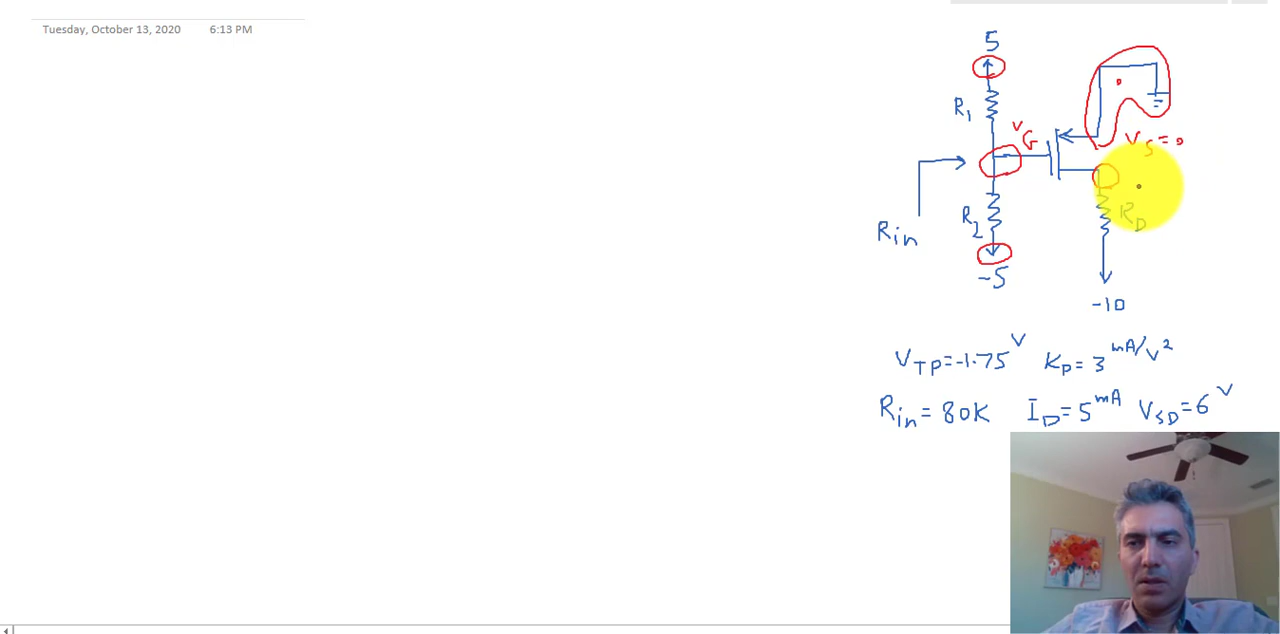 Tuesday, October 13, 2020 6:13 PM
5
R1
VG
VS=0
Rin
R2
RD
-5
-10
VTP=-1.75 V KP=3 mA/V2
Rin=80K ID=5 mA VSD=6 V